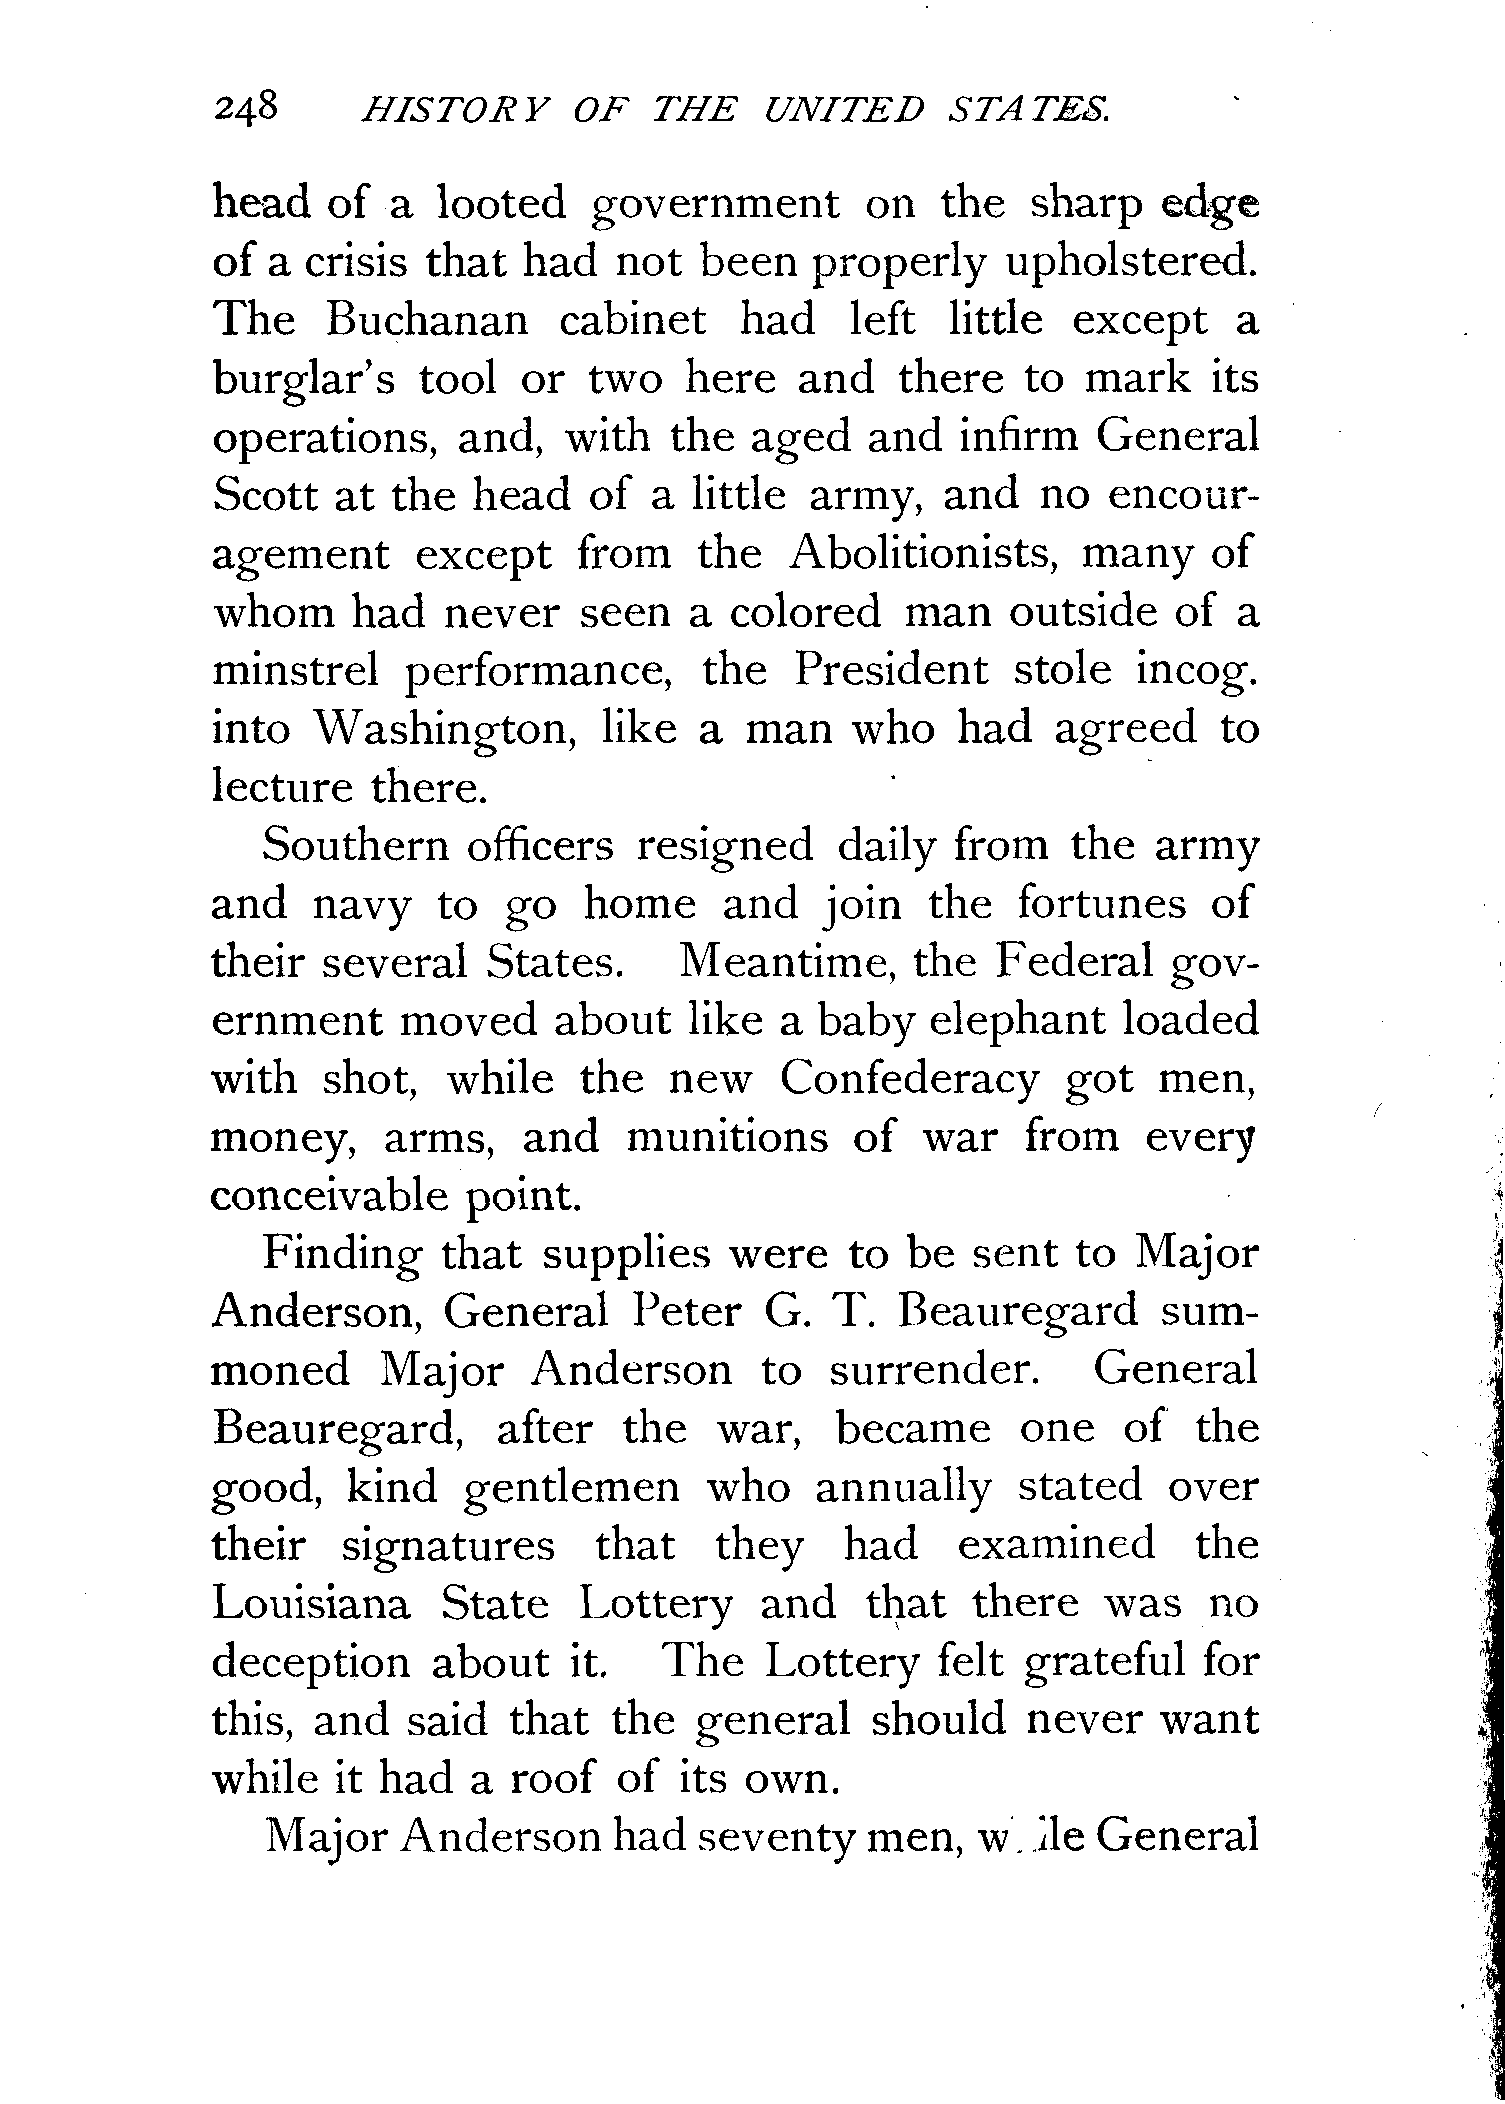 248 HISTORY OF THE UNITED STATES.
head of a looted government on the sharp edge
of a crisis that had not been properly upholstered.
The Buchanan cabinet had left little except a
burglar's tool or two here and there to mark its
operations, and, with the aged and infirm General
Scott at the head of a little army, and no encour-
agement except from the Abolitionists, many of
whom had never seen a colored man outside of a
minstrel performance, the President stole incog.
into Washington, like a man who had agreed to
lecture there.
Southern officers resigned daily from the army
and navy to go home and join the fortunes of
their several States. Meantime, the Federal gov-
ernment moved about like a baby elephant loaded
with shot, while the new Confederacy got men,
money, arms, and munitions of war from every
conceivable point.
Finding that supplies were to be sent to Major
Anderson, General Peter G. T. Beauregard sum-
moned Major Anderson to surrender. General
Beauregard, after the war, became one of the
good, kind gentlemen who annually stated over
their signatures that they had examined the
Louisiana State Lottery and that there was no
deception about it. The Lottery felt grateful for
this, and said that the general should never want
while it had a roof of its own.
Major Anderson had seventy men, while General